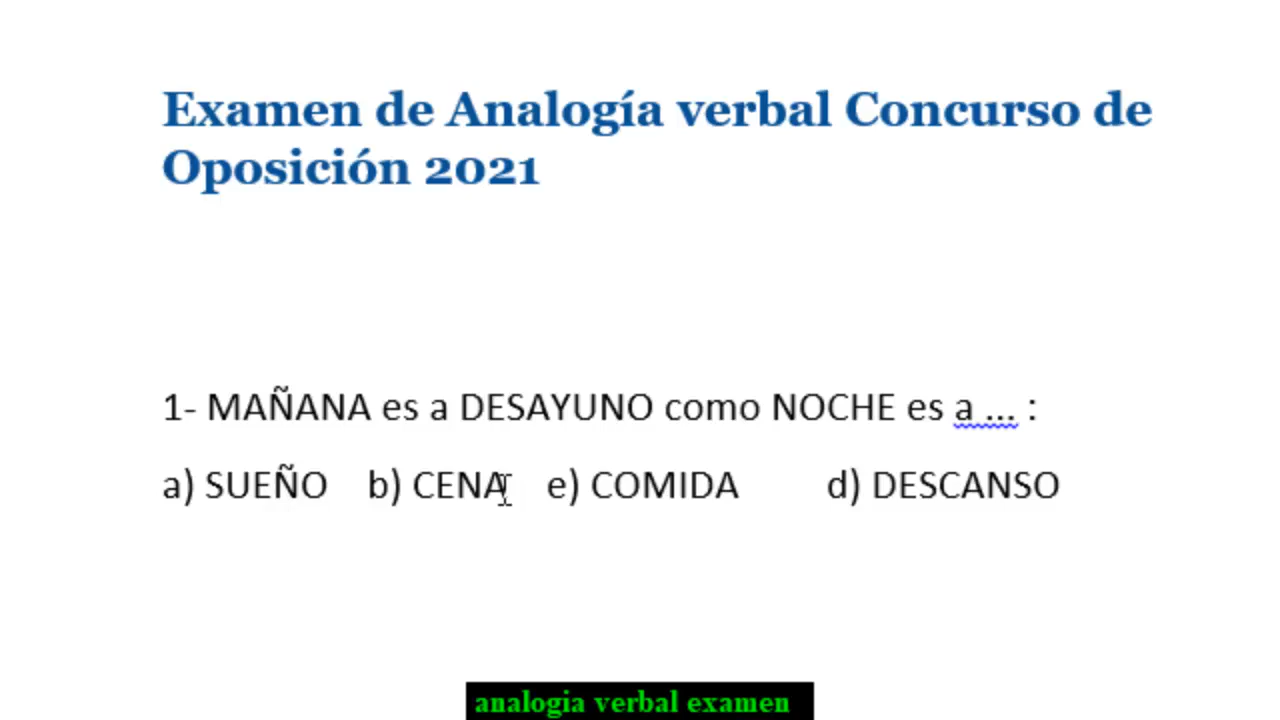 Examen de Analogía verbal Concurso de
Oposición 2021
1- MAÑANA es a DESAYUNO como NOCHE es a ... :
a) SUEÑO b) CENA e) COMIDA d) DESCANSO
analogia verbal examen